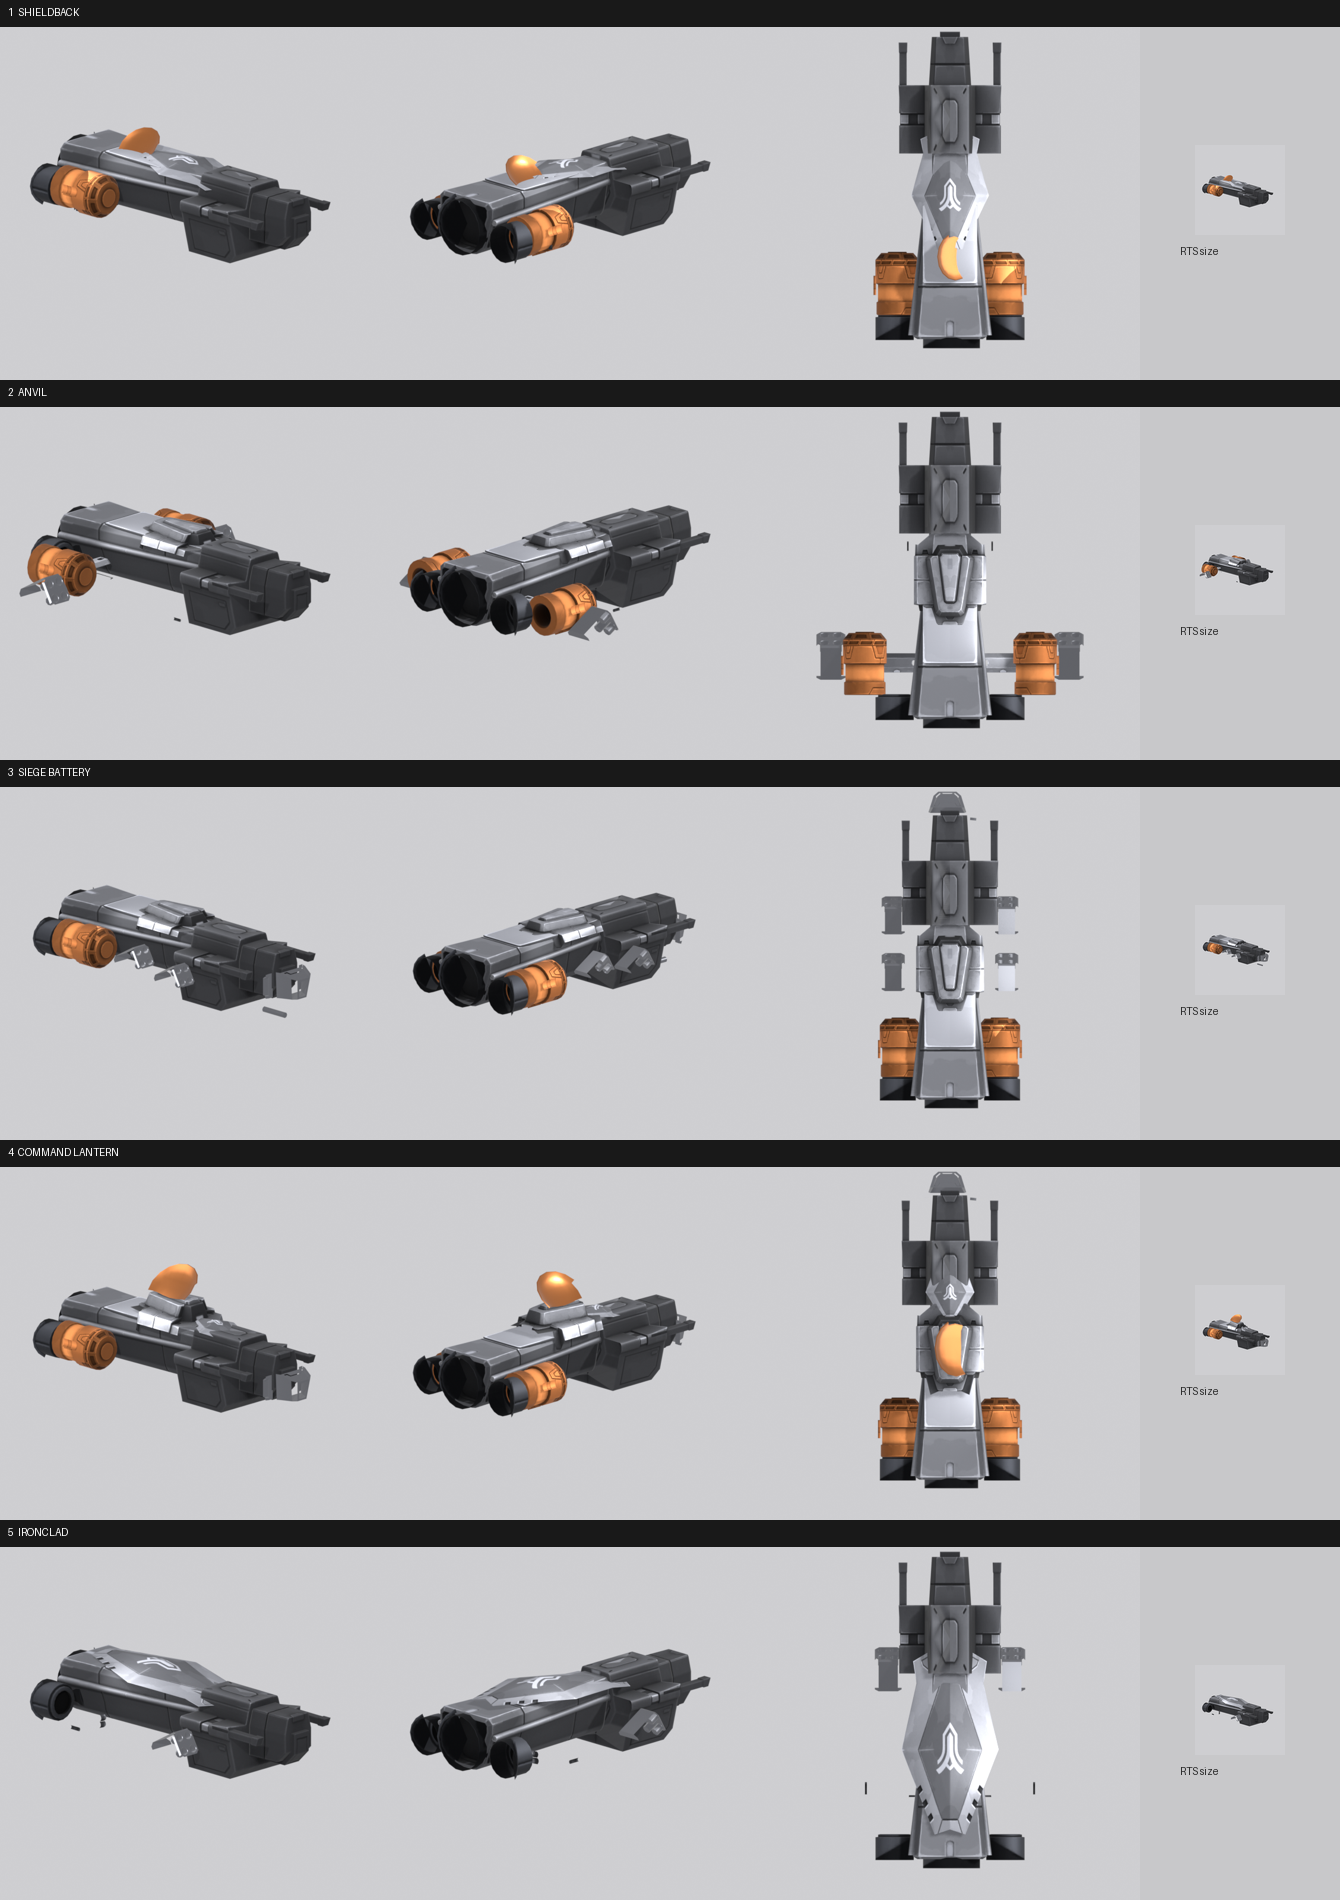 1 SHIELDBACK
RTS size
2 ANVIL
RTS size
3 SIEGE BATTERY
RTS size
4 COMMAND LANTERN
RTS size
5 IRONCLAD
RTS size